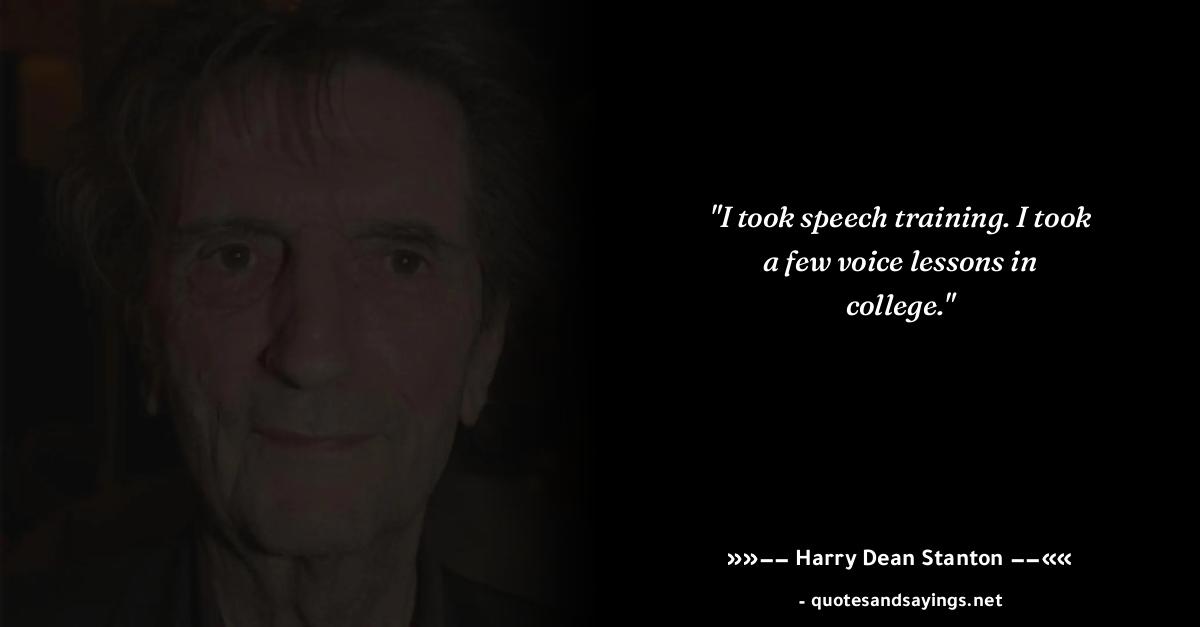 "I took speech training. I took
a few voice lessons in
college."
»»–– Harry Dean Stanton ––««
- quotesandsayings.net